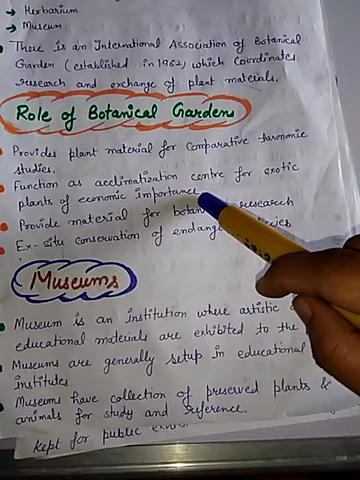 → Herbarium
→ Museum
There is an International Association of Botanical
Garden (established in 1962) which coordinates
research and exchange of plant materials.
Role of Botanical Gardens
Provides plant material for comparative taxonomic
studies.
Function as acclimatization centre for exotic
plants of economic importance
Provide material for research
Ex-situ conservation of
Museums
Museum is an institution where artistic
educational materials are exhibited to the
Museums are generally setup in educational
institutes
Museums have collection of preserved plants &
animals for study and reference.
kept for public